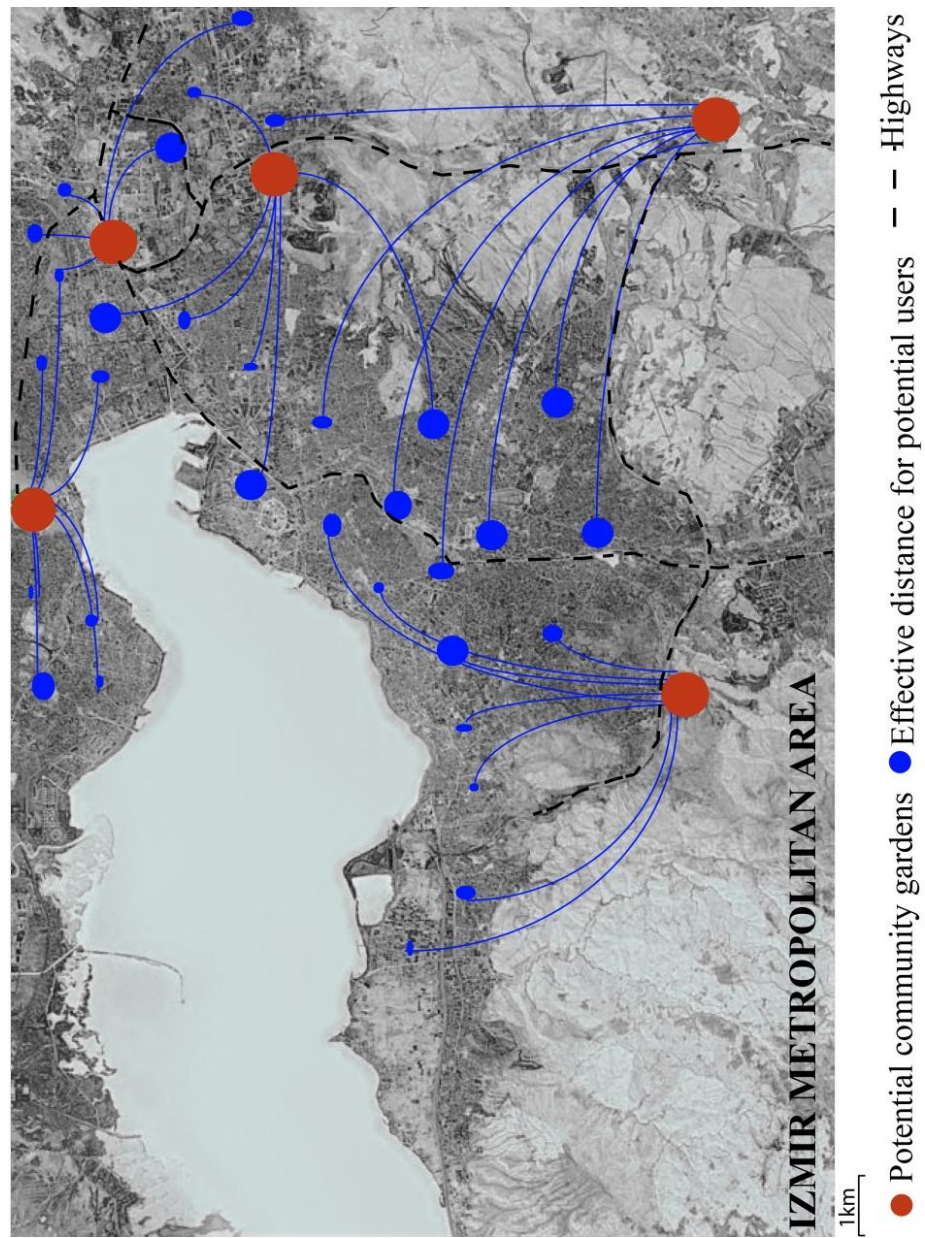 IZMIR METROPOLITAN AREA
1km
Potential community gardens Effective distance for potential users Highways